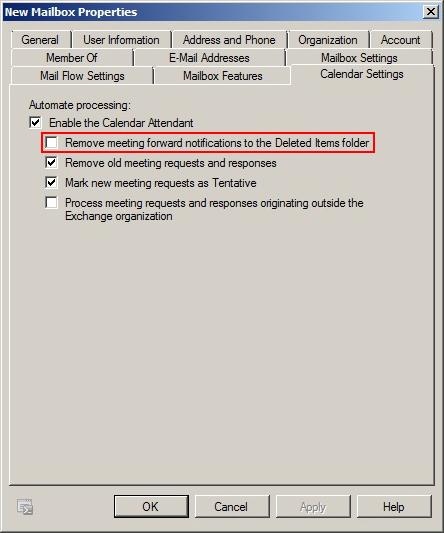 New Mailbox Properties
General User Information Address and Phone Organization Account
Member Of E-Mail Addresses Mailbox Settings
Mail Flow Settings Mailbox Features Calendar Settings
Automate processing:
Enable the Calendar Attendant
Remove meeting forward notifications to the Deleted Items folder
Remove old meeting requests and responses
Mark new meeting requests as Tentative
Process meeting requests and responses originating outside the
Exchange organization
OK Cancel Apply Help